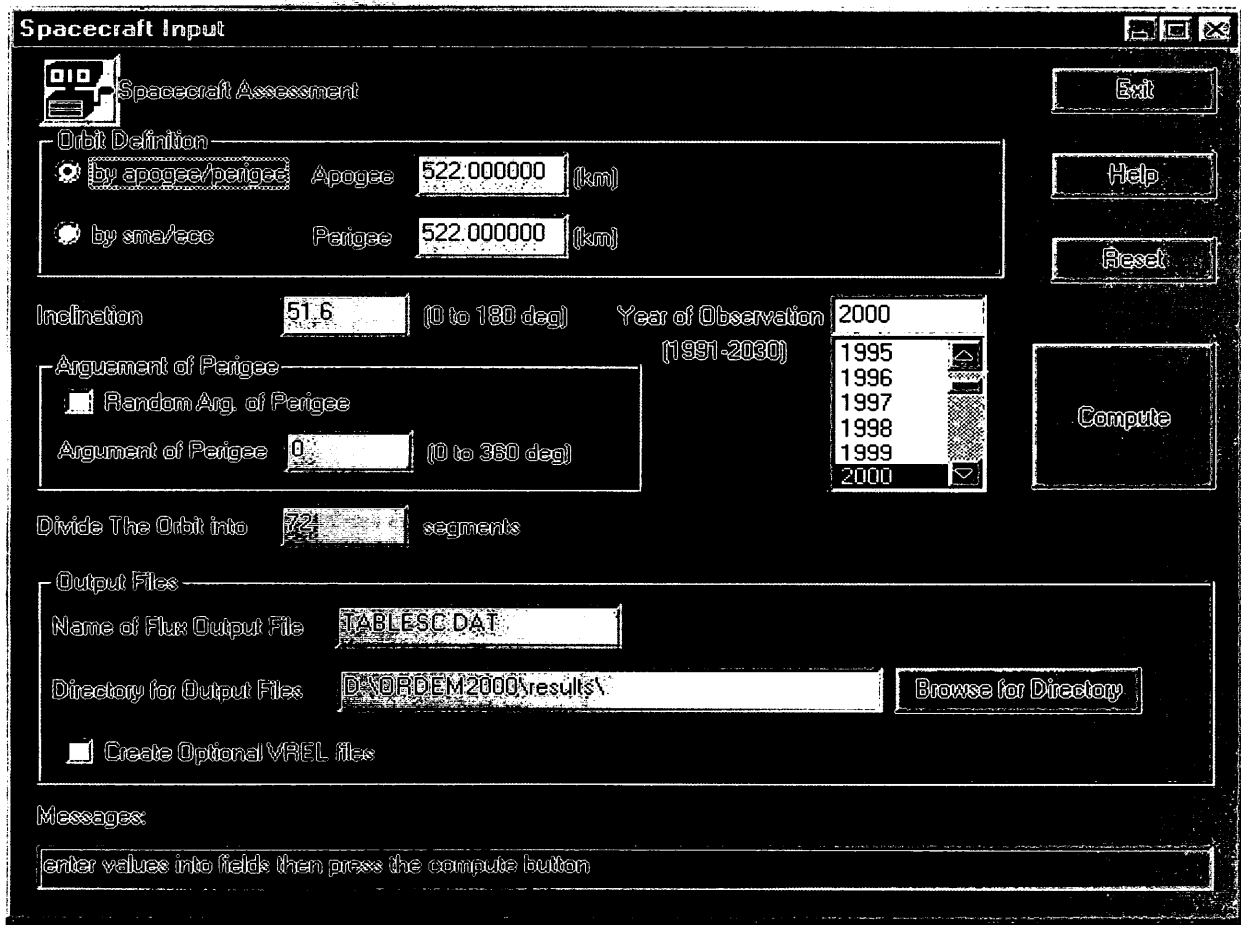 Spacecraft Input
Spacecraft Assessment
Exit
Orbit Definition
by apogee/perigee Apogee 522.000000 (km)
Help
by sma/ecc Perigee 522.000000 (km)
Reset
Inclination 51.6 (0 to 180 deg) Year of Observation 2000
(1991-2030)
1995
1996
1997
1998
1999
2000
Arguement of Perigee
Random Arg. of Perigee
Argument of Perigee 0 (0 to 360 deg)
Compute
Divide The Orbit into 72 segments
Output Files
Name of Flux Output File TABLESC.DAT
Directory for Output Files D:\ORDEM2000\results\ Browse for Directory
Create Optional VREL files
Messages:
enter values into fields then press the compute button